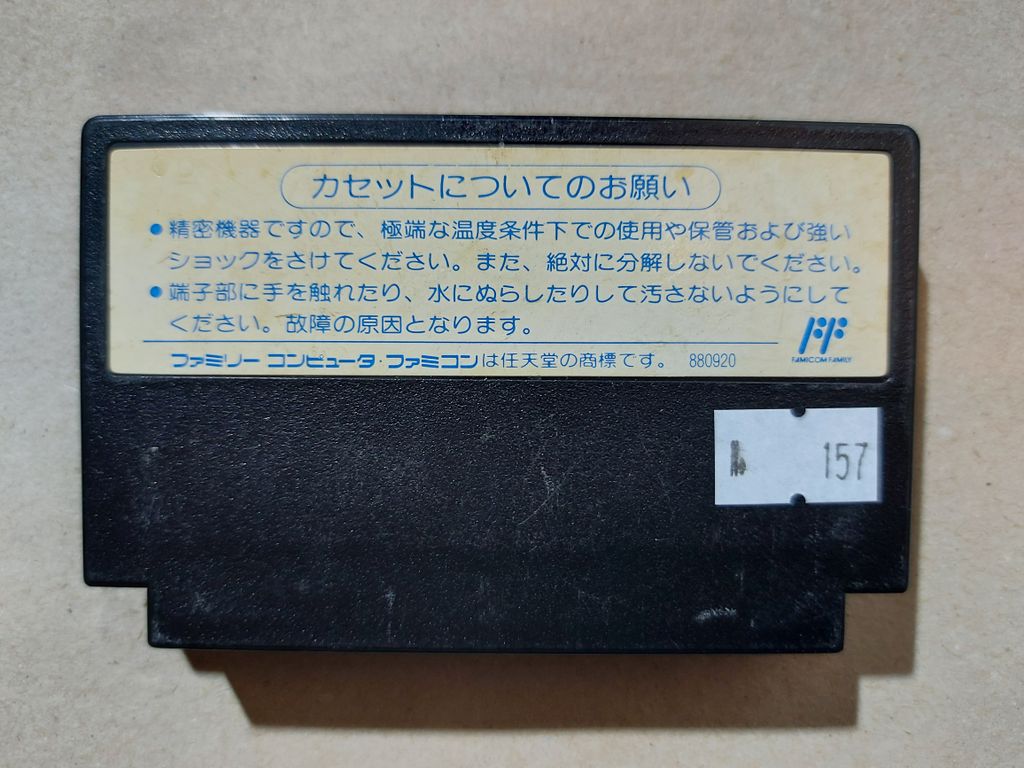 カセットについてのお願い
●精密機器ですので、極端な温度条件下での使用や保管および強い
ショックをさけてください。また、絶対に分解しないでください。
●端子部に手を触れたり、水にぬらしたりして汚さないようにして
ください。故障の原因となります。
ファミリー コンピュータ・ファミコンは任天堂の商標です。 880920
FF
FAMICOM FAMILY
157